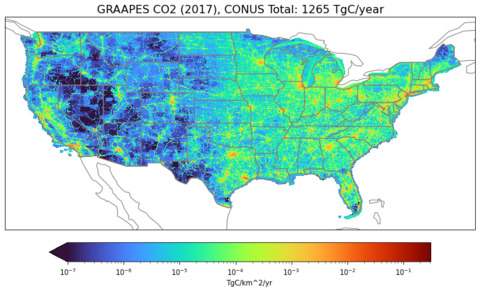 GRAAPES CO2 (2017), CONUS Total: 1265 TgC/year
10^-7 10^-6 10^-5 10^-4 10^-3 10^-2 10^-1
TgC/km^2/yr